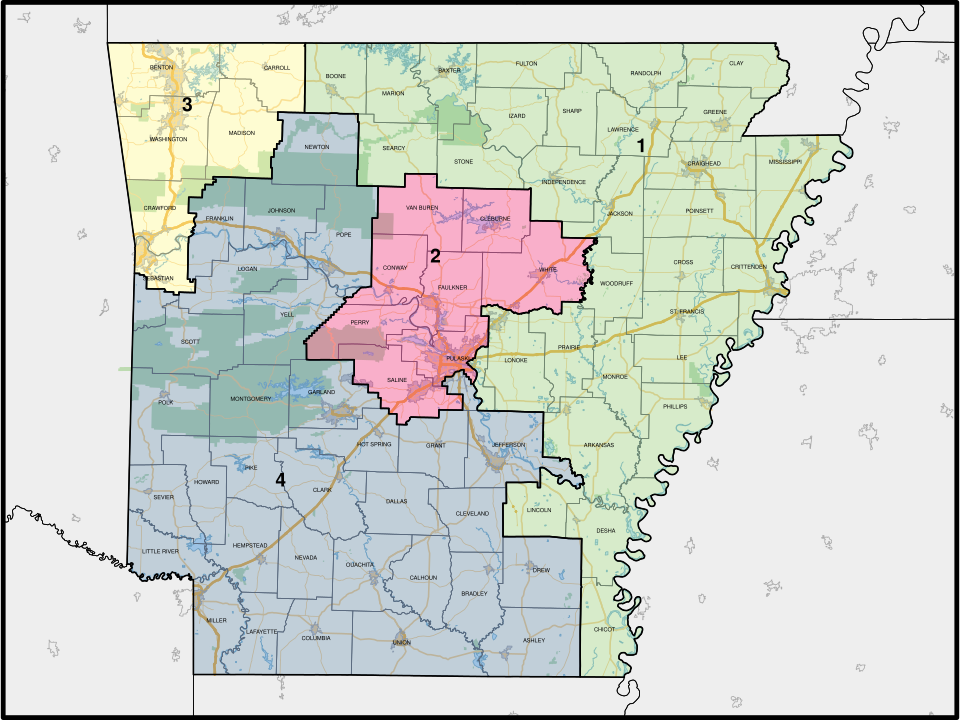 BENTON
CARROLL
BOONE
BAXTER
FULTON
RANDOLPH
CLAY
3
MARION
IZARD
SHARP
LAWRENCE
GREENE
WASHINGTON
MADISON
NEWTON
SEARCY
STONE
1
CRAIGHEAD
MISSISSIPPI
INDEPENDENCE
CRAWFORD
FRANKLIN
JOHNSON
POPE
VAN BUREN
CLEBURNE
JACKSON
POINSETT
SEBASTIAN
LOGAN
CONWAY
2
FAULKNER
WHITE
WOODRUFF
CROSS
CRITTENDEN
SCOTT
YELL
PERRY
PULASKI
LONOKE
PRAIRIE
ST. FRANCIS
LEE
POLK
MONTGOMERY
GARLAND
SALINE
MONROE
PHILLIPS
HOT SPRING
GRANT
JEFFERSON
ARKANSAS
SEVIER
HOWARD
PIKE
4
CLARK
DALLAS
CLEVELAND
LINCOLN
DESHA
LITTLE RIVER
HEMPSTEAD
NEVADA
OUACHITA
CALHOUN
BRADLEY
DREW
MILLER
LAFAYETTE
COLUMBIA
UNION
ASHLEY
CHICOT